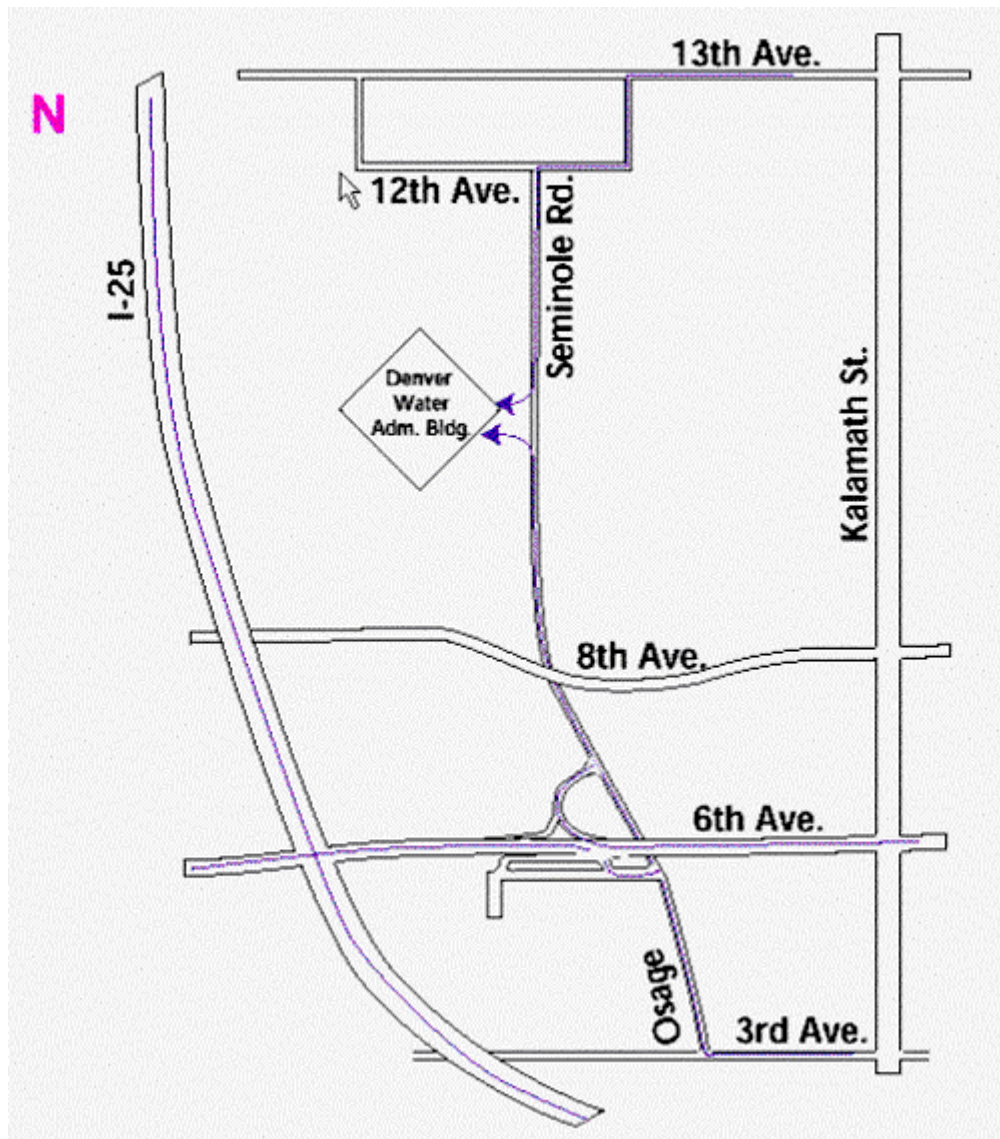 13th Ave.
N
12th Ave.
Seminole Rd.
I-25
Denver
Water
Adm. Bldg.
Kalamath St.
8th Ave.
6th Ave.
Osage
3rd Ave.